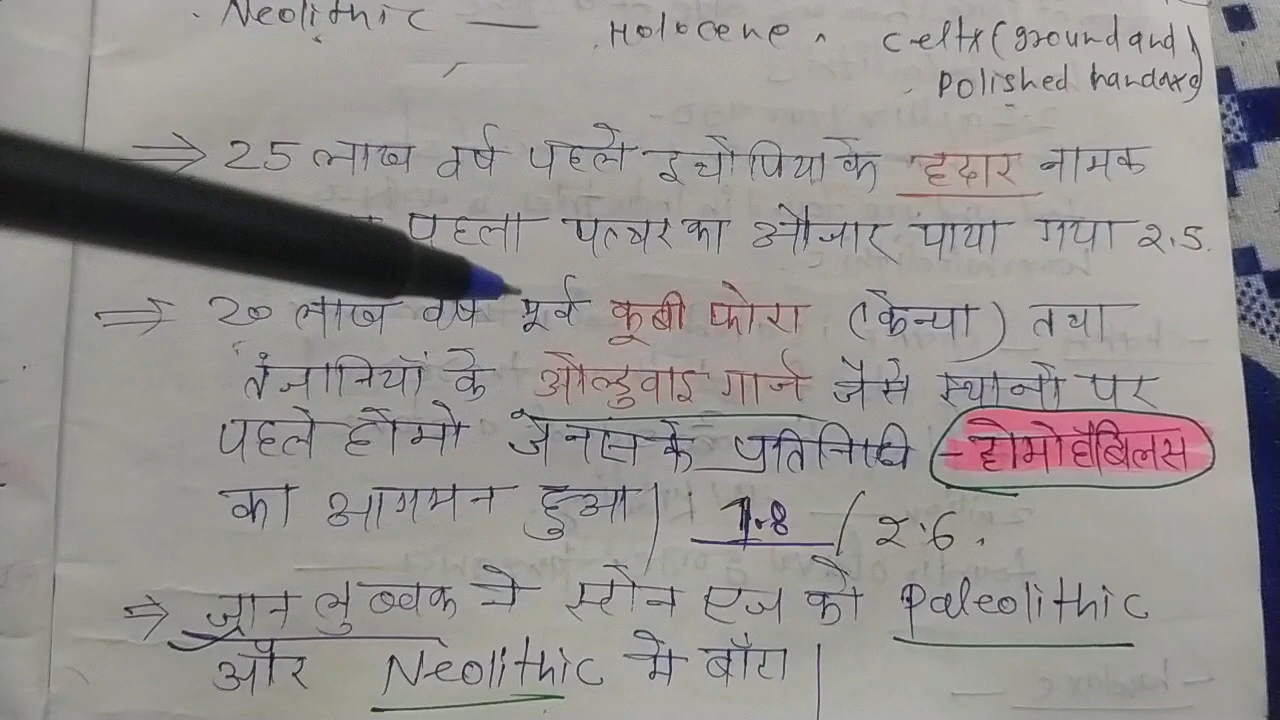 Neolithic — Holocene, Celtx (ground and
Polished handaxe)
⇒ 25 लाख वर्ष पहले इथोपिया के हदार नामक
पहला पत्थर का औजार पाया गया 2.5.
⇒ 20 लाख वर्ष पूर्व कूबी फोरा (केन्या) तथा
तंजानियाँ के ओल्डुवाइ गार्ज जैसे स्थानो पर
पहले होमो जेनस के प्रतिनिधि - होमोहैबिलस
का आगमन हुआ। 1.8 / 2.6.
⇒ जान लुब्बक ने स्टोन एज को Paleolithic
और Neolithic मे बाँटा।